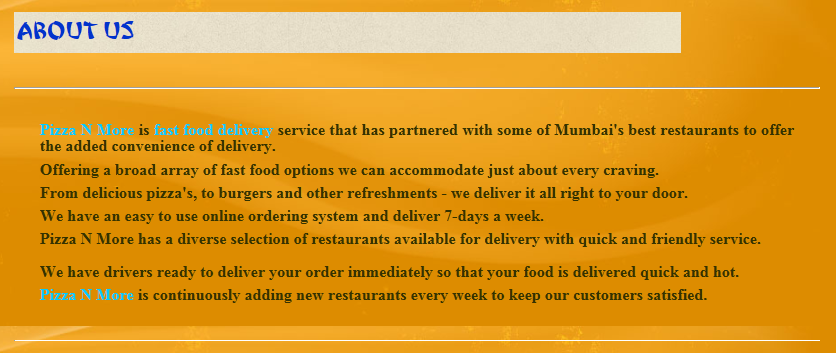 ABOUT US
Pizza N More is fast food delivery service that has partnered with some of Mumbai's best restaurants to offer
the added convenience of delivery.
Offering a broad array of fast food options we can accommodate just about every craving.
From delicious pizza's, to burgers and other refreshments - we deliver it all right to your door.
We have an easy to use online ordering system and deliver 7-days a week.
Pizza N More has a diverse selection of restaurants available for delivery with quick and friendly service.
We have drivers ready to deliver your order immediately so that your food is delivered quick and hot.
Pizza N More is continuously adding new restaurants every week to keep our customers satisfied.